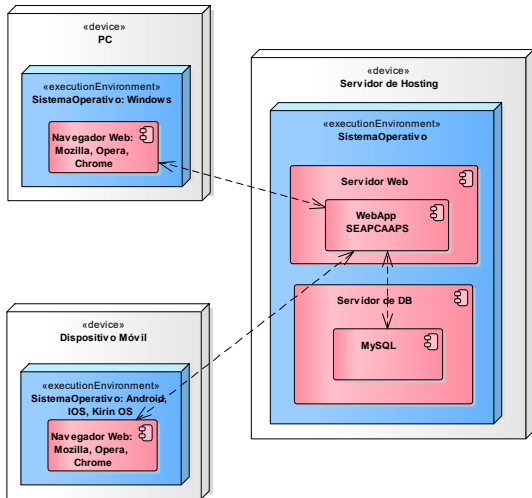 «device»
PC
«executionEnvironment»
SistemaOperativo: Windows
Navegador Web:
Mozilla, Opera,
Chrome
«device»
Servidor de Hosting
«executionEnvironment»
SistemaOperativo
Servidor Web
WebApp
SEAPCAAPS
Servidor de DB
MySQL
«device»
Dispositivo Móvil
«executionEnvironment»
SistemaOperativo: Android,
IOS, Kirin OS
Navegador Web:
Mozilla, Opera,
Chrome